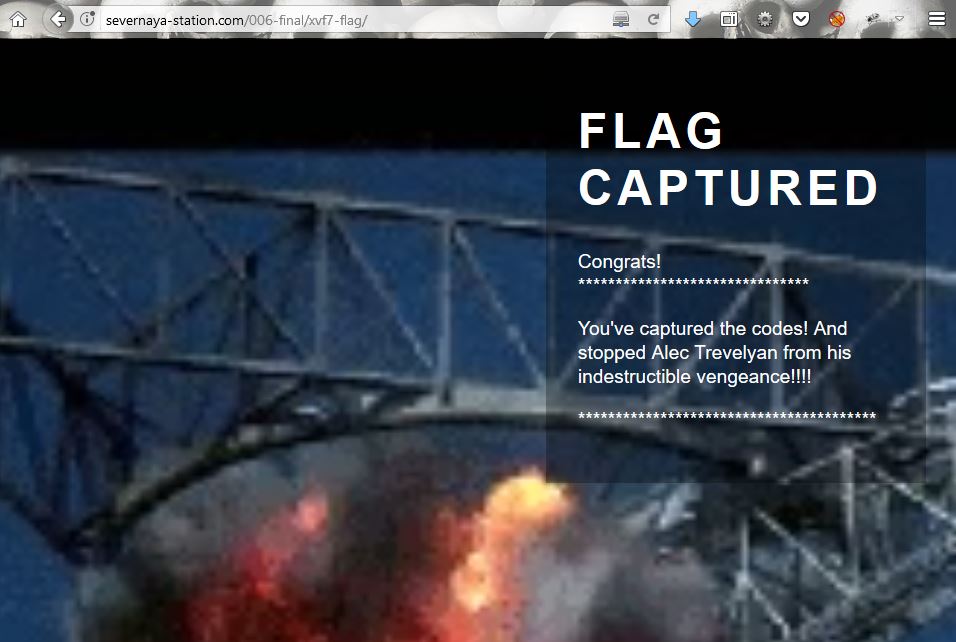 severnaya-station.com/006-final/xvf7-flag/
FLAG
CAPTURED
Congrats!
*******************************
You've captured the codes! And
stopped Alec Trevelyan from his
indestructible vengeance!!!!
****************************************